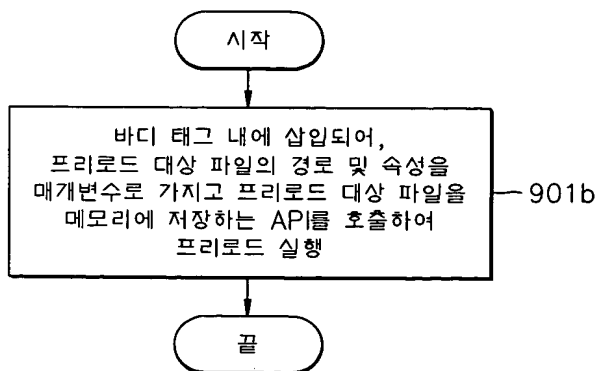 시작
바디 태그 내에 삽입되어,
프리로드 대상 파일의 경로 및 속성을
매개변수로 가지고 프리로드 대상 파일을
메모리에 저장하는 API를 호출하여
프리로드 실행
901b
끝